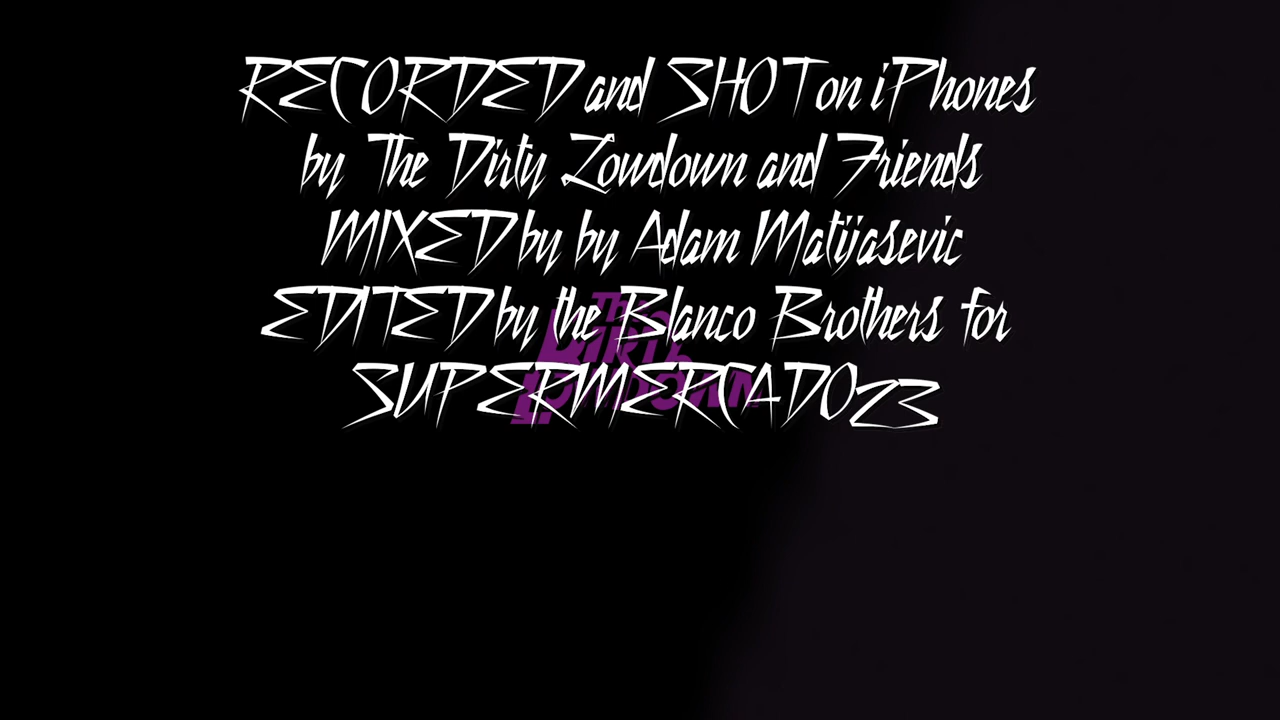 RECORDED and SHOT on iPhones
by The Dirty Lowdown and Friends
MIXED by by Adam Matijasevic
EDITED by the Blanco Brothers for
SUPERMERCADO23